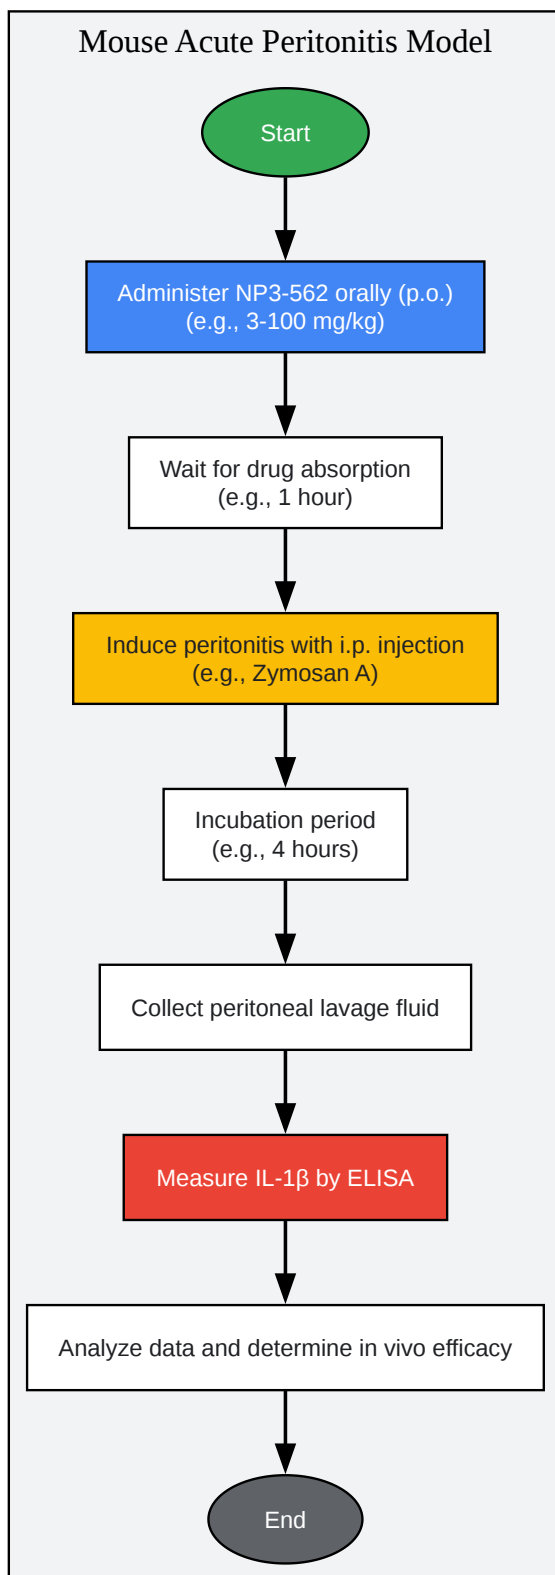 Mouse Acute Peritonitis Model
Start
Administer NP3-562 orally (p.o.)
(e.g., 3-100 mg/kg)
Wait for drug absorption
(e.g., 1 hour)
Induce peritonitis with i.p. injection
(e.g., Zymosan A)
Incubation period
(e.g., 4 hours)
Collect peritoneal lavage fluid
Measure IL-1β by ELISA
Analyze data and determine in vivo efficacy
End